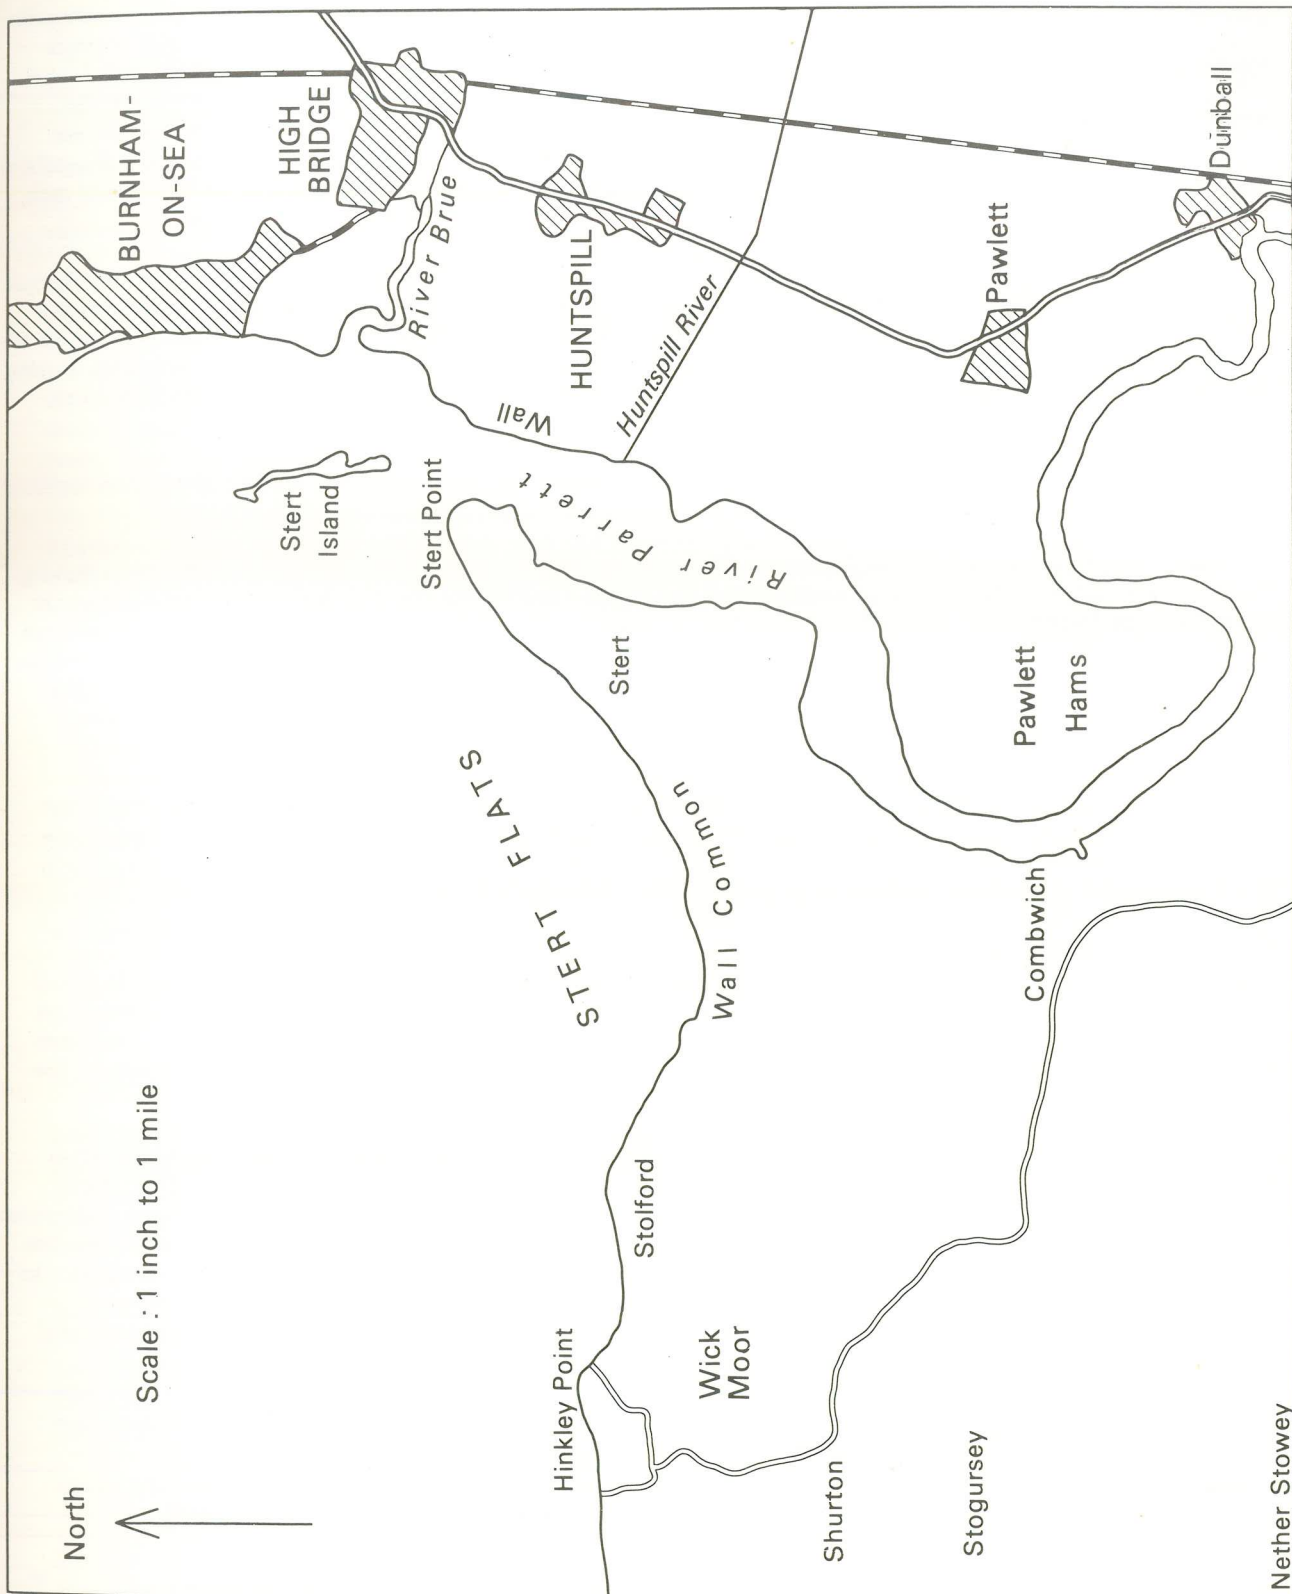 North
Scale : 1 inch to 1 mile
BURNHAM-
ON-SEA
HIGH
BRIDGE
River Brue
Stert
Island
Stert Point
HUNTSPILL
Wall
Huntspill River
River Parrett
STERT FLATS
Stert
Wall Common
Hinkley Point
Stolford
Wick
Moor
Pawlett
Dunball
Pawlett
Hams
Combwich
Shurton
Stogursey
Nether Stowey